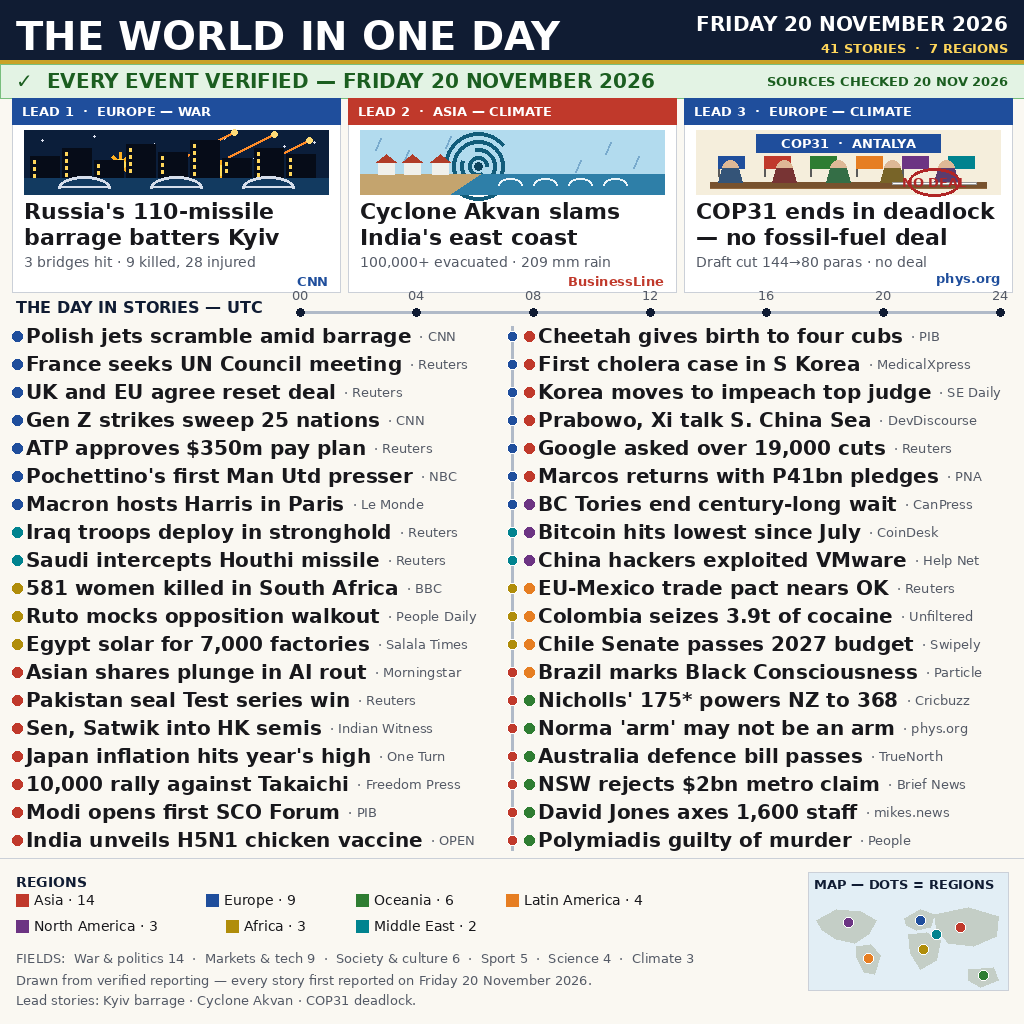 THE WORLD IN ONE DAY
FRIDAY 20 NOVEMBER 2026
41 STORIES · 7 REGIONS
✓ EVERY EVENT VERIFIED — FRIDAY 20 NOVEMBER 2026
SOURCES CHECKED 20 NOV 2026
LEAD 1 · EUROPE — WAR
Russia's 110-missile
barrage batters Kyiv
3 bridges hit · 9 killed, 28 injured
CNN
LEAD 2 · ASIA — CLIMATE
Cyclone Akvan slams
India's east coast
100,000+ evacuated · 209 mm rain
BusinessLine
LEAD 3 · EUROPE — CLIMATE
COP31 · ANTALYA
NO DEAL
COP31 ends in deadlock
— no fossil-fuel deal
Draft cut 144→80 paras · no deal
phys.org
THE DAY IN STORIES — UTC
00 04 08 12 16 20 24
Polish jets scramble amid barrage · CNN
France seeks UN Council meeting · Reuters
UK and EU agree reset deal · Reuters
Gen Z strikes sweep 25 nations · CNN
ATP approves $350m pay plan · Reuters
Pochettino's first Man Utd presser · NBC
Macron hosts Harris in Paris · Le Monde
Iraq troops deploy in stronghold · Reuters
Saudi intercepts Houthi missile · Reuters
581 women killed in South Africa · BBC
Ruto mocks opposition walkout · People Daily
Egypt solar for 7,000 factories · Salala Times
Asian shares plunge in AI rout · Morningstar
Pakistan seal Test series win · Reuters
Sen, Satwik into HK semis · Indian Witness
Japan inflation hits year's high · One Turn
10,000 rally against Takaichi · Freedom Press
Modi opens first SCO Forum · PIB
India unveils H5N1 chicken vaccine · OPEN
Cheetah gives birth to four cubs · PIB
First cholera case in S Korea · MedicalXpress
Korea moves to impeach top judge · SE Daily
Prabowo, Xi talk S. China Sea · DevDiscourse
Google asked over 19,000 cuts · Reuters
Marcos returns with P41bn pledges · PNA
BC Tories end century-long wait · CanPress
Bitcoin hits lowest since July · CoinDesk
China hackers exploited VMware · Help Net
EU-Mexico trade pact nears OK · Reuters
Colombia seizes 3.9t of cocaine · Unfiltered
Chile Senate passes 2027 budget · Swipely
Brazil marks Black Consciousness · Particle
Nicholls' 175* powers NZ to 368 · Cricbuzz
Norma 'arm' may not be an arm · phys.org
Australia defence bill passes · TrueNorth
NSW rejects $2bn metro claim · Brief News
David Jones axes 1,600 staff · mikes.news
Polymiadis guilty of murder · People
REGIONS
Asia · 14
Europe · 9
Oceania · 6
Latin America · 4
North America · 3
Africa · 3
Middle East · 2
FIELDS: War & politics 14 · Markets & tech 9 · Society & culture 6 · Sport 5 · Science 4 · Climate 3
Drawn from verified reporting — every story first reported on Friday 20 November 2026.
Lead stories: Kyiv barrage · Cyclone Akvan · COP31 deadlock.
MAP — DOTS = REGIONS